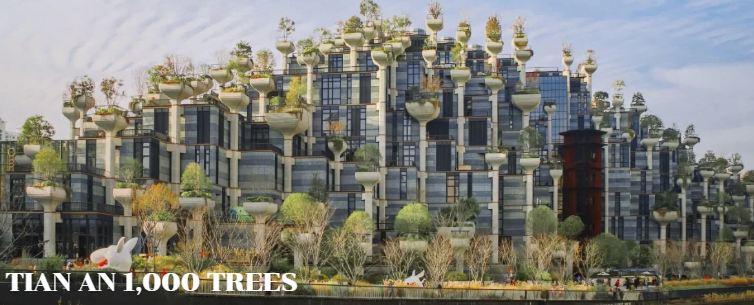 TIAN AN 1,000 TREES